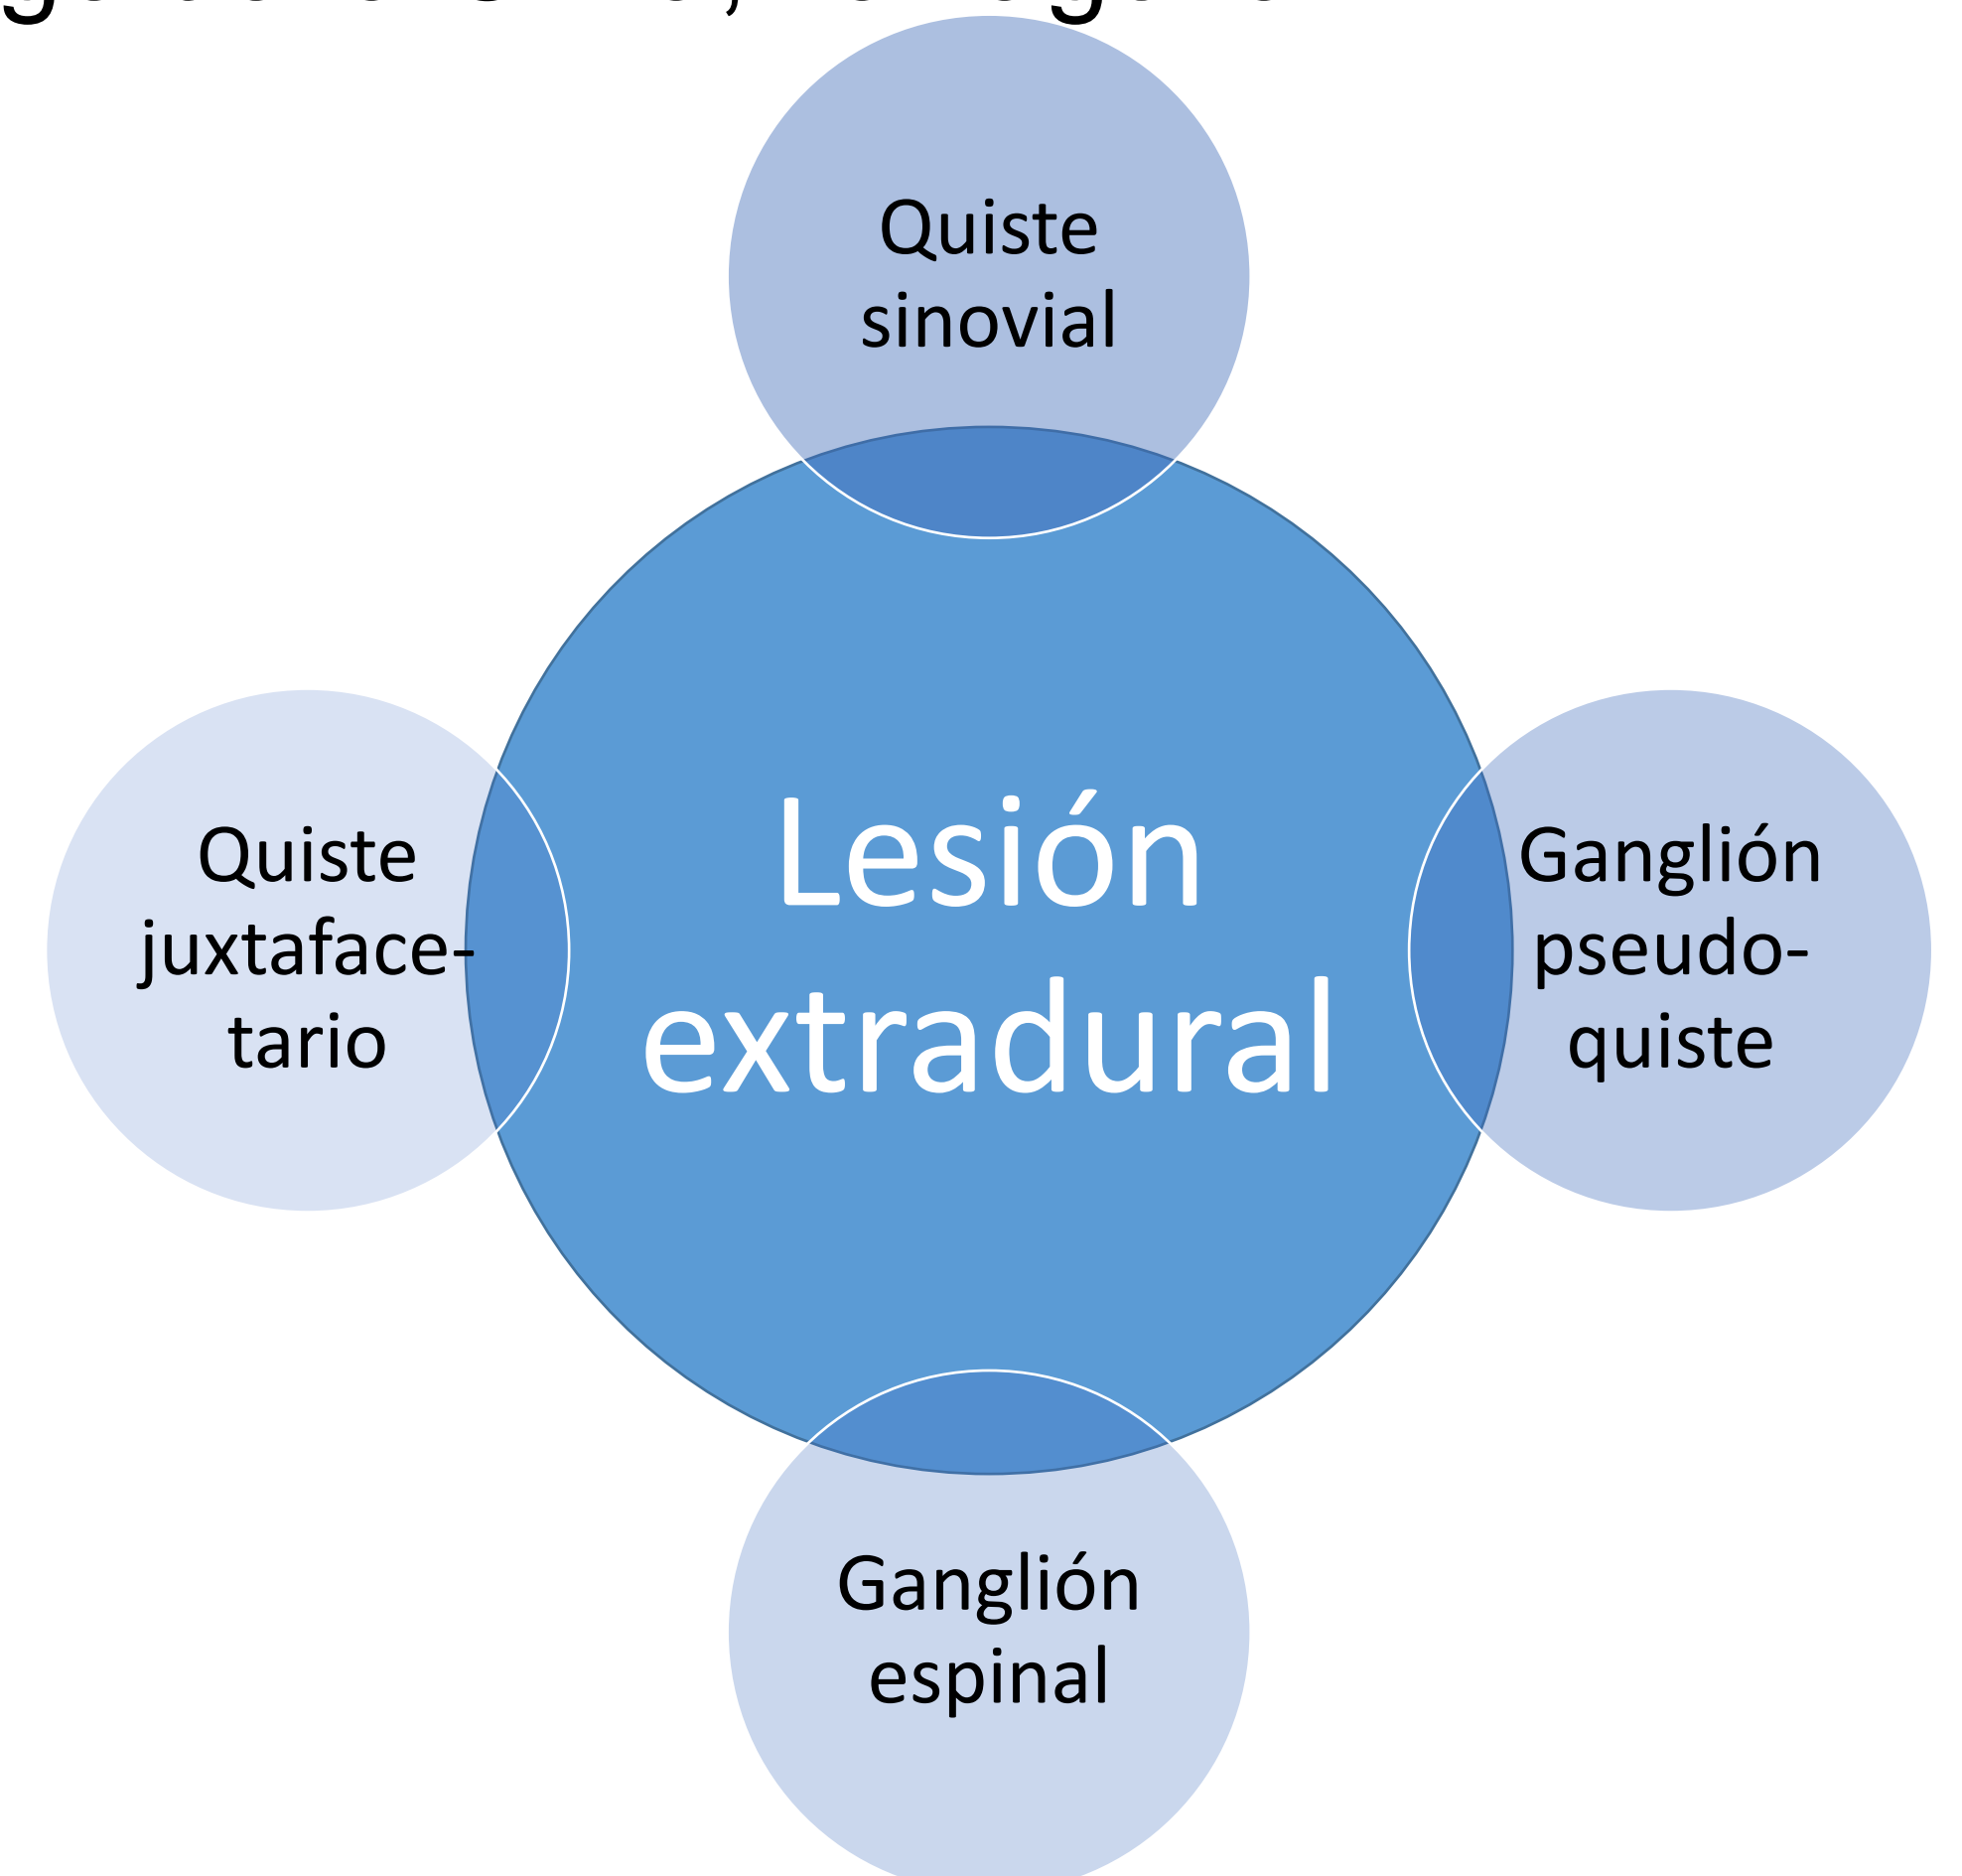 Quiste
sinovial
Quiste
juxtaface-
tario
Lesión
extradural
Ganglión
pseudo-
quiste
Ganglión
espinal